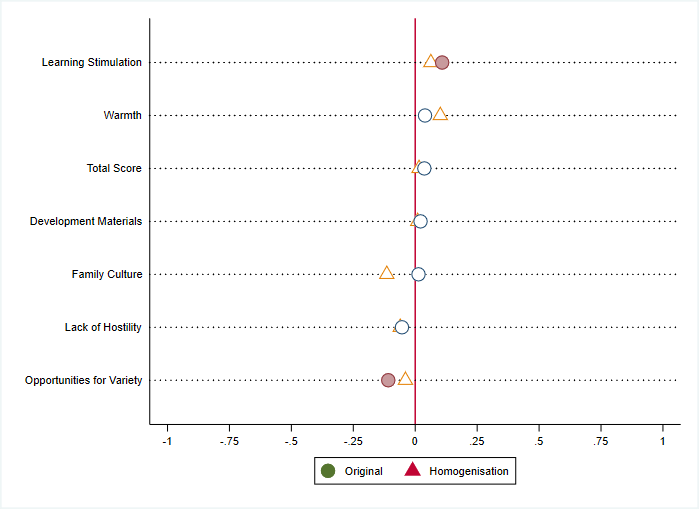 Learning Stimulation
Warmth
Total Score
Development Materials
Family Culture
Lack of Hostility
Opportunities for Variety
-1 -.75 -.5 -.25 0 .25 .5 .75 1
Original Homogenisation